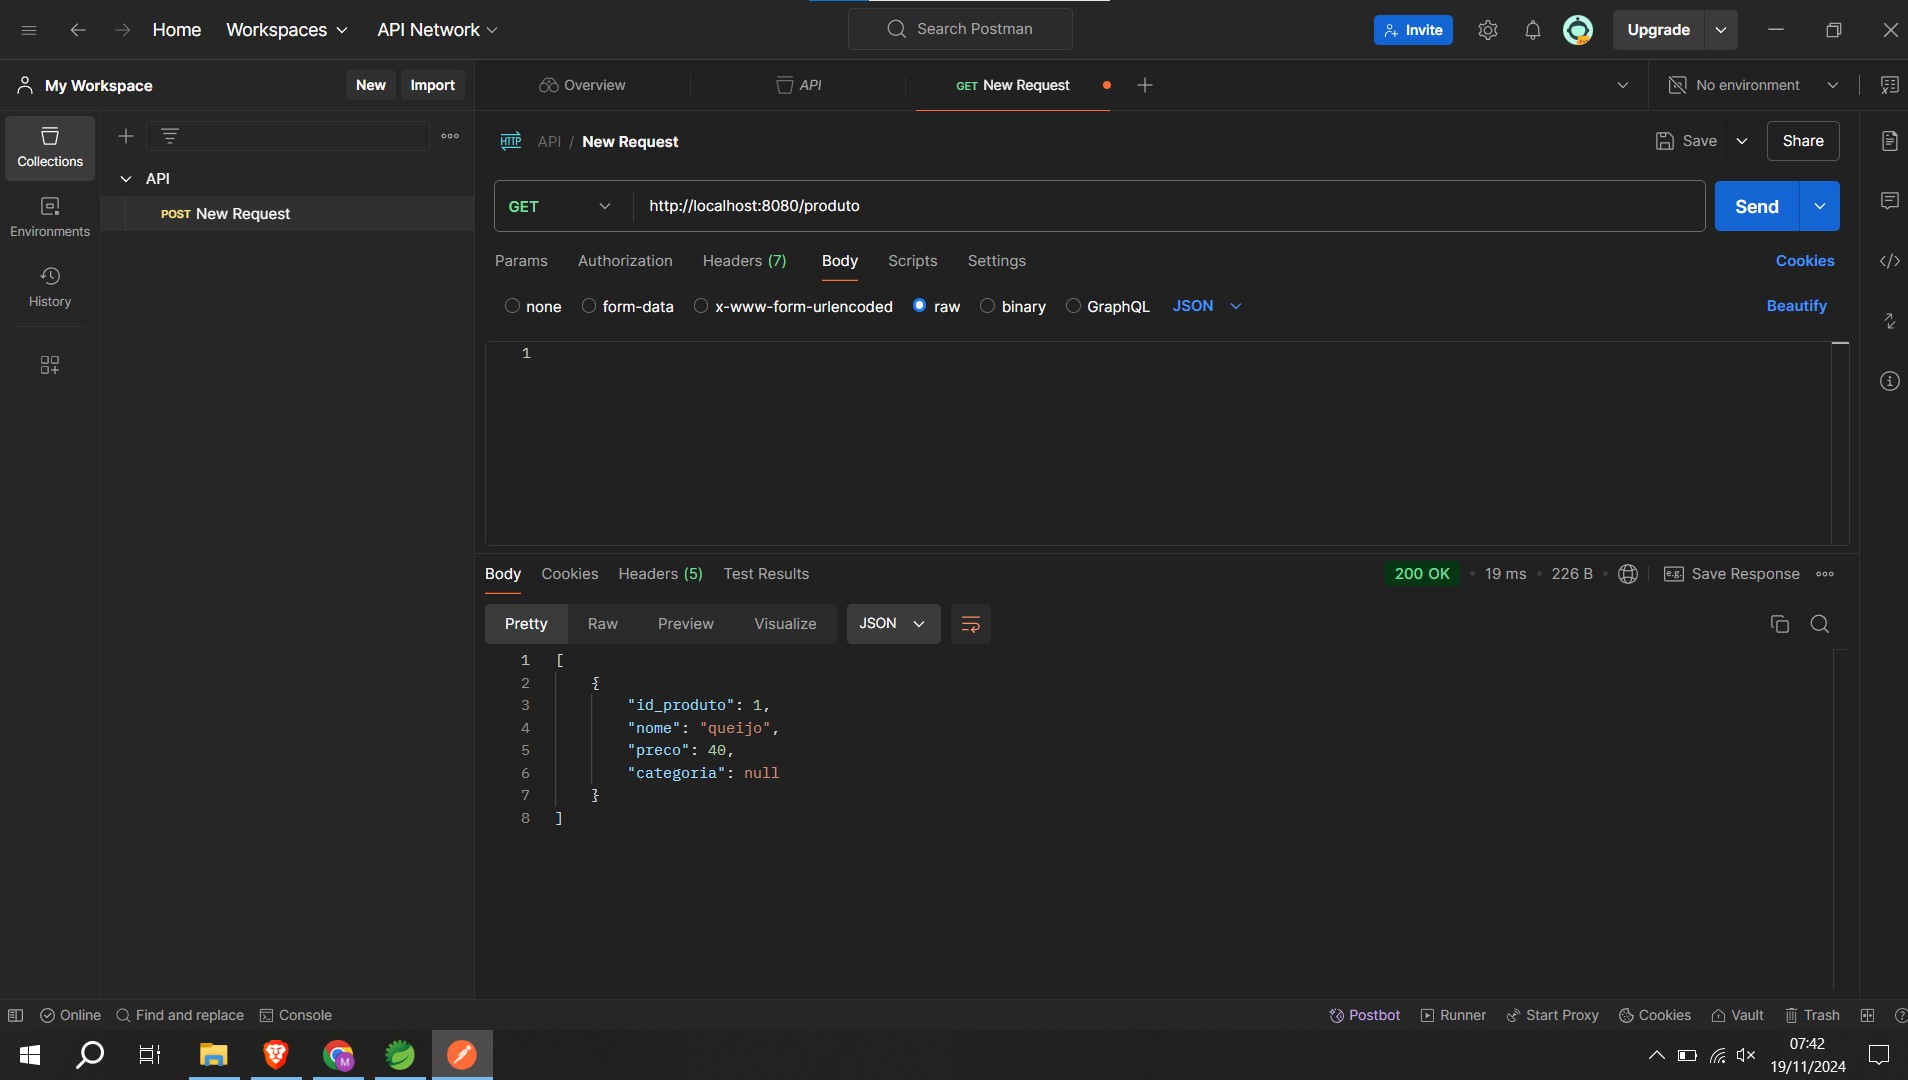 Home Workspaces API Network Search Postman Invite Upgrade
My Workspace New Import Overview API GET New Request No environment
Collections
API / New Request Save Share
API
POST New Request
GET http://localhost:8080/produto Send
Environments
Params Authorization Headers (7) Body Scripts Settings Cookies
History
none form-data x-www-form-urlencoded raw binary GraphQL JSON Beautify
1
Body Cookies Headers (5) Test Results 200 OK 19 ms 226 B e.g. Save Response
Pretty Raw Preview Visualize JSON
1 [
2 {
3 "id_produto": 1,
4 "nome": "queijo",
5 "preco": 40,
6 "categoria": null
7 }
8 ]
Online Find and replace Console Postbot Runner Start Proxy Cookies Vault Trash
M
07:42
19/11/2024